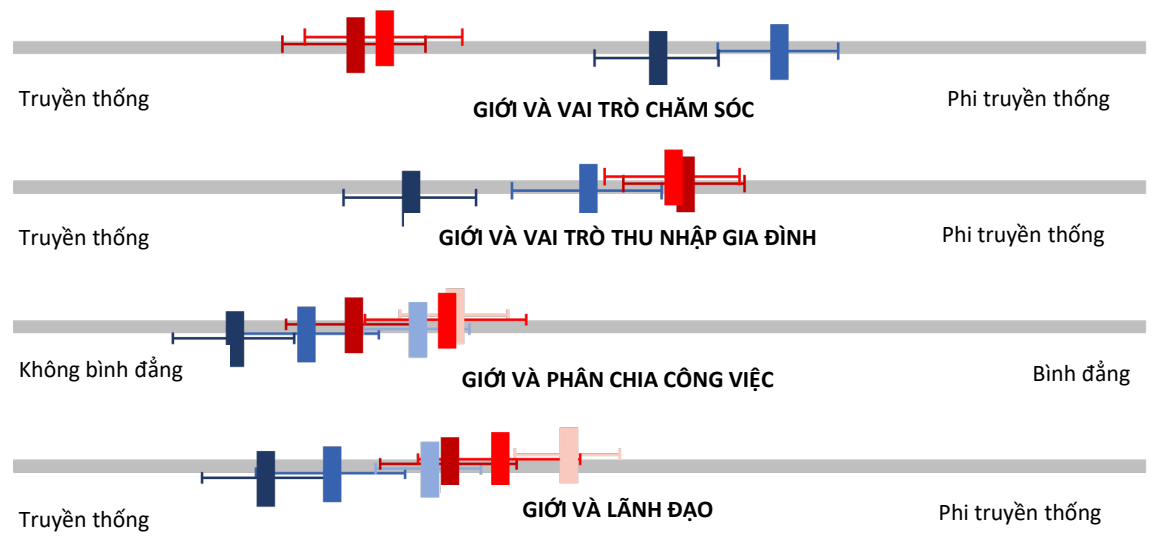 Truyền thống
GIỚI VÀ VAI TRÒ CHĂM SÓC
Phi truyền thống
Truyền thống
GIỚI VÀ VAI TRÒ THU NHẬP GIA ĐÌNH
Phi truyền thống
Không bình đẳng
GIỚI VÀ PHÂN CHIA CÔNG VIỆC
Bình đẳng
Truyền thống
GIỚI VÀ LÃNH ĐẠO
Phi truyền thống